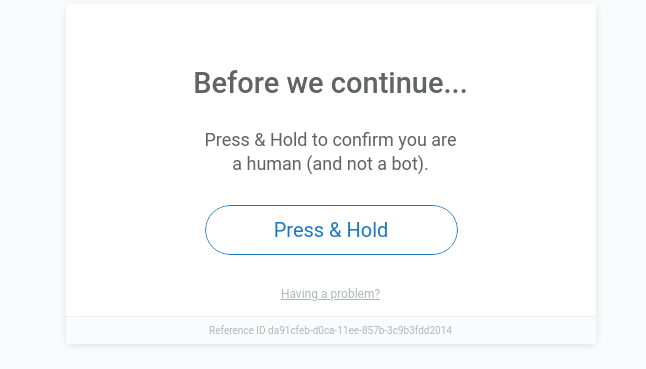 Before we continue...
Press & Hold to confirm you are
a human (and not a bot).
Press & Hold
Having a problem?
Reference ID da91cfeb-d0ca-11ee-857b-3c9b3fdd2014